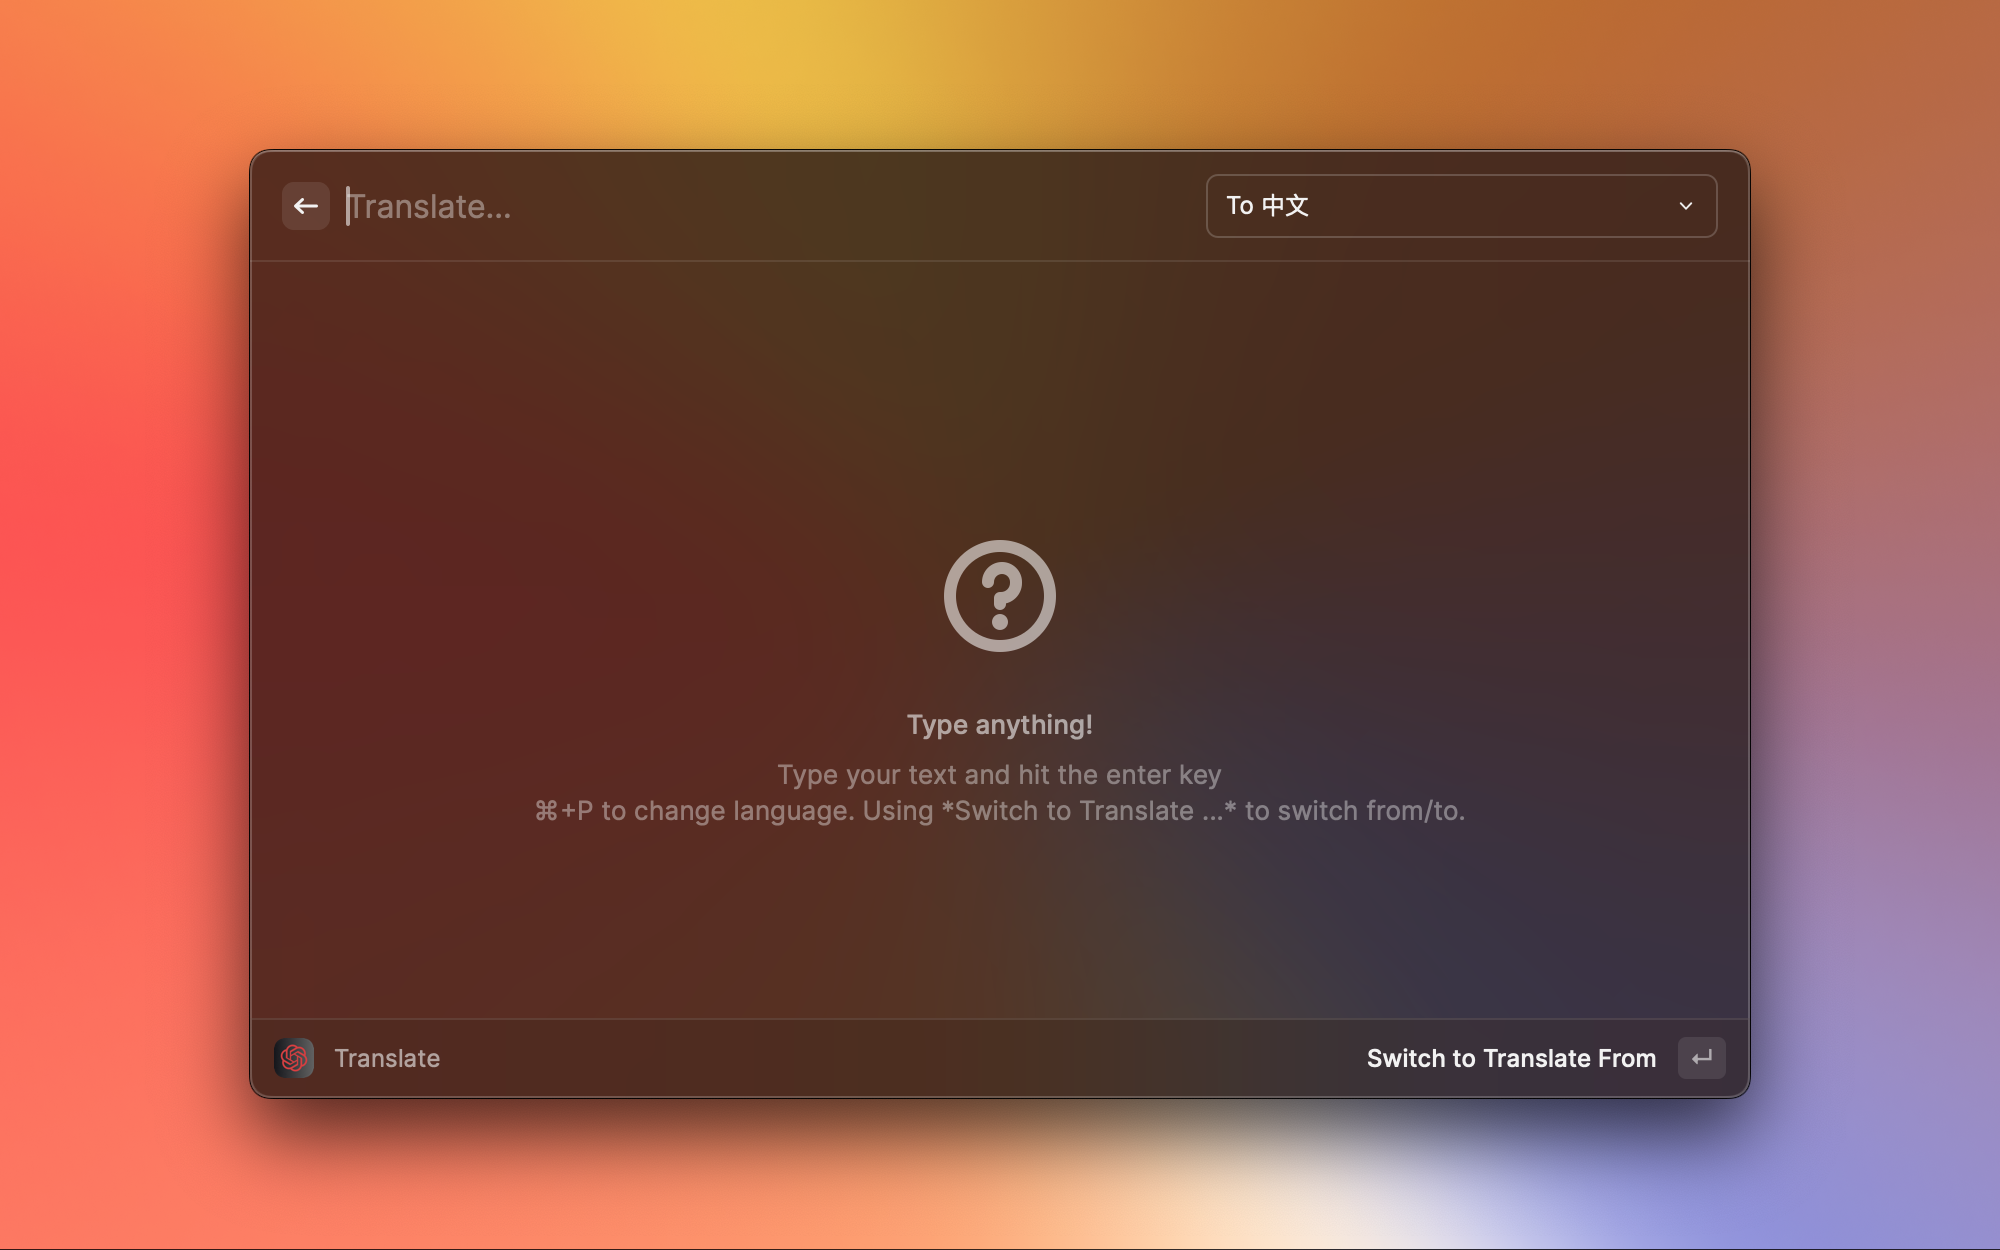 Translate...
To 中文
Type anything!
Type your text and hit the enter key
⌘+P to change language. Using *Switch to Translate ...* to switch from/to.
Translate
Switch to Translate From